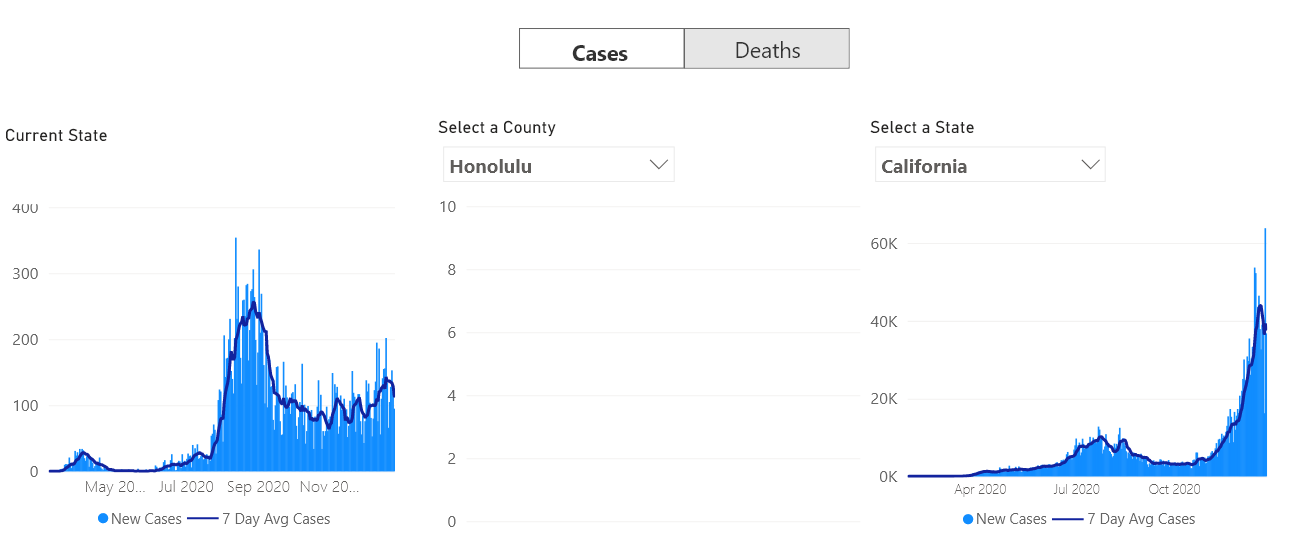 Cases Deaths
Current State
Select a County
Select a State
Honolulu
California
400
300
200
100
0
May 20... Jul 2020 Sep 2020 Nov 20...
New Cases 7 Day Avg Cases
10
8
6
4
2
0
60K
40K
20K
0K
Apr 2020 Jul 2020 Oct 2020
New Cases 7 Day Avg Cases